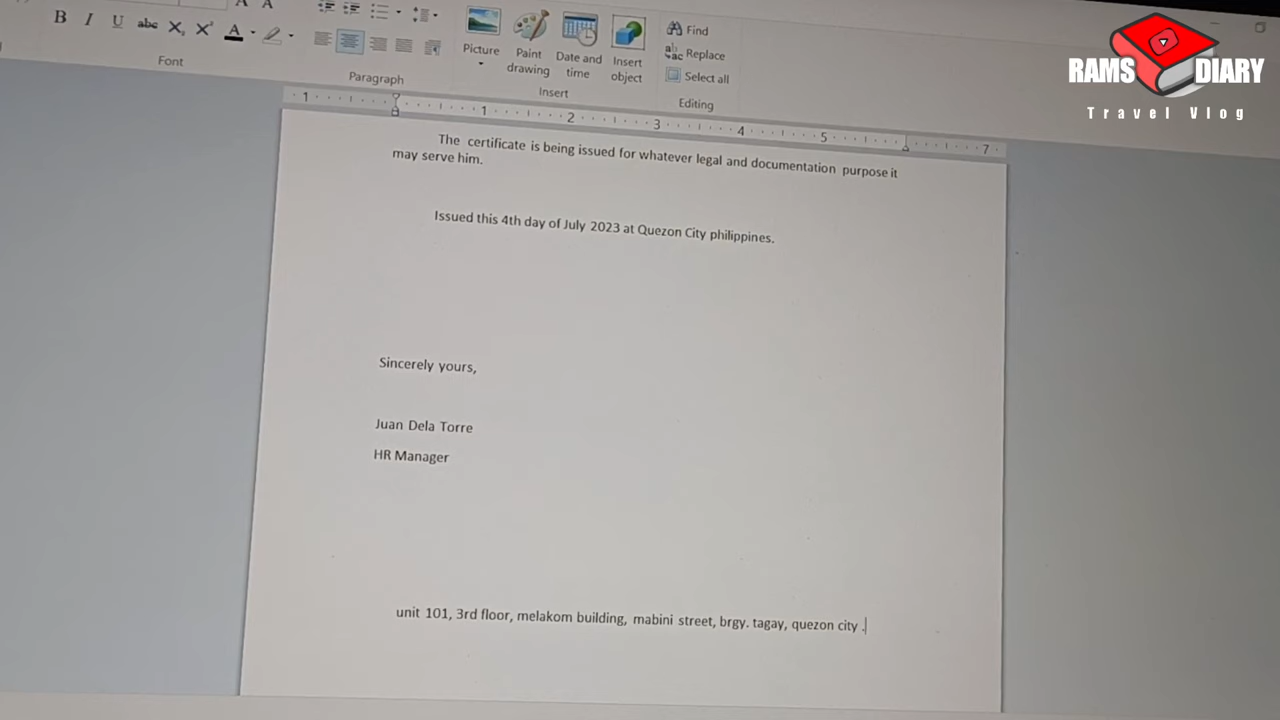 B I U abc X₂ X² A
Font
Paragraph
Picture
Paint drawing
Date and time
Insert object
Insert
Find
Replace
Select all
Editing
1 1 2 3 4 5 7
The certificate is being issued for whatever legal and documentation purpose it
may serve him.
Issued this 4th day of July 2023 at Quezon City philippines.
Sincerely yours,
Juan Dela Torre
HR Manager
unit 101, 3rd floor, melakom building, mabini street, brgy. tagay, quezon city .
RAMS DIARY
Travel Vlog